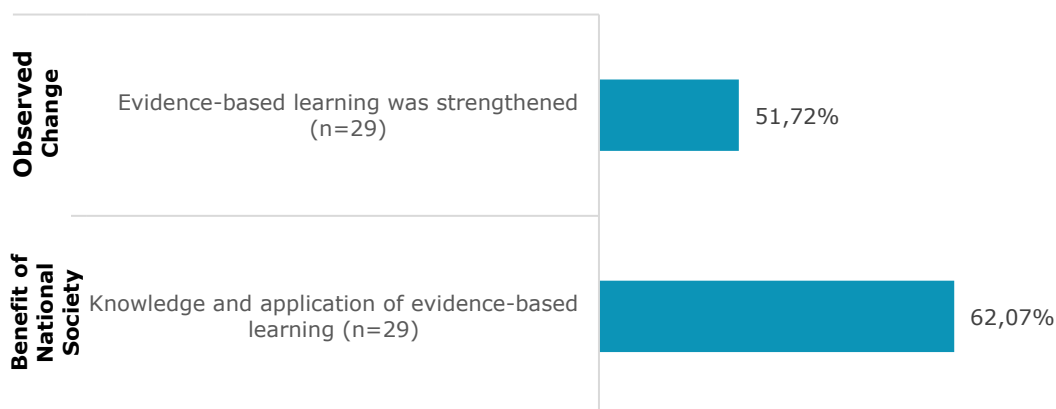 Observed
Change
Evidence-based learning was strengthened
(n=29)
51,72%
Benefit of
National
Society
Knowledge and application of evidence-based
learning (n=29)
62,07%